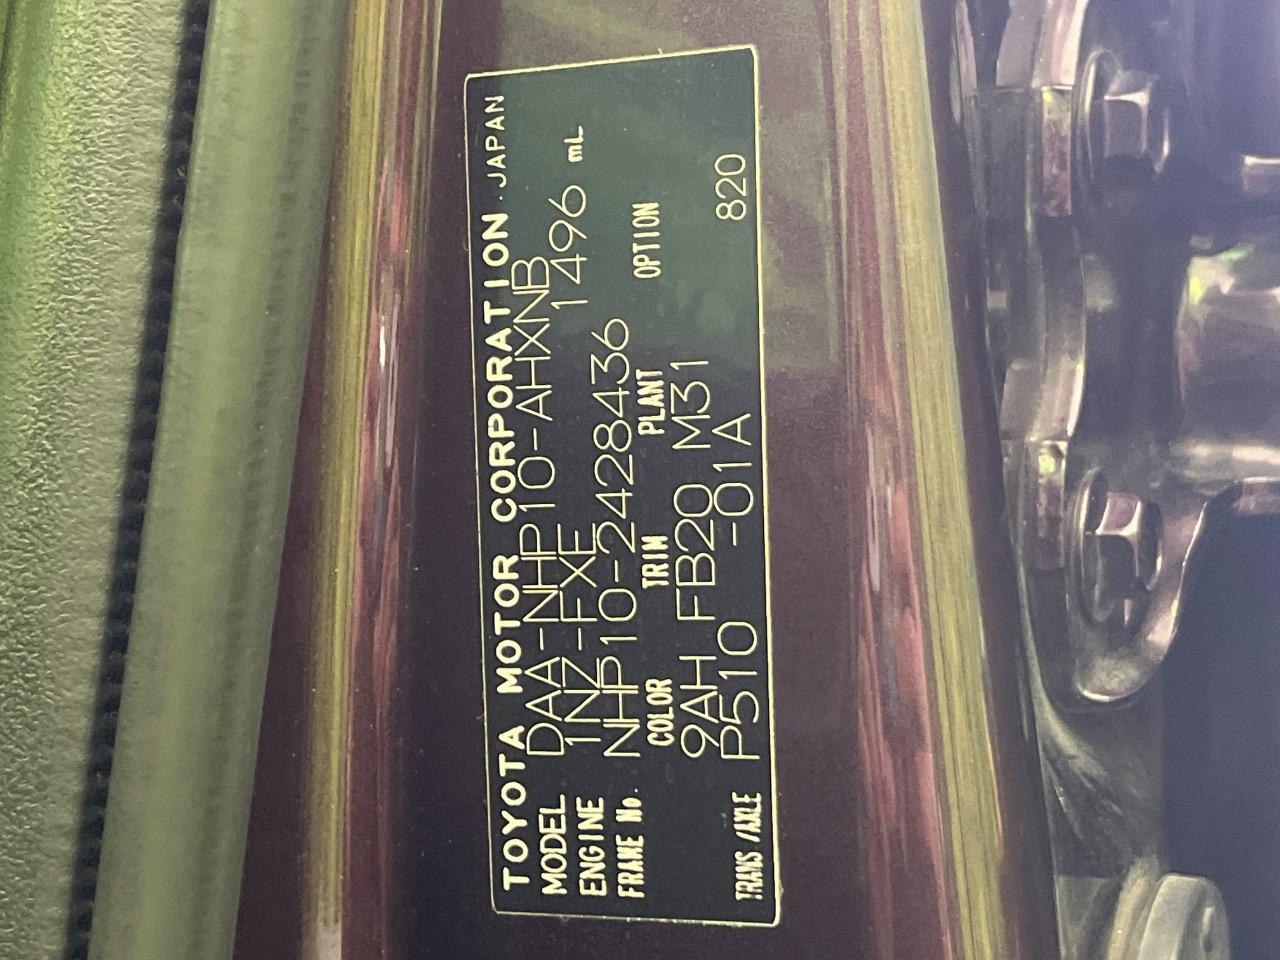 TOYOTA MOTOR CORPORATION. JAPAN
MODEL DAA-NHP10-AHXNB
ENGINE 1NZ-FXE 1496 mL
FRAME No. NHP10-2428436
COLOR TRIM PLANT OPTION
9AH FB20 M31
TRANS/AXLE P510 -01A 820